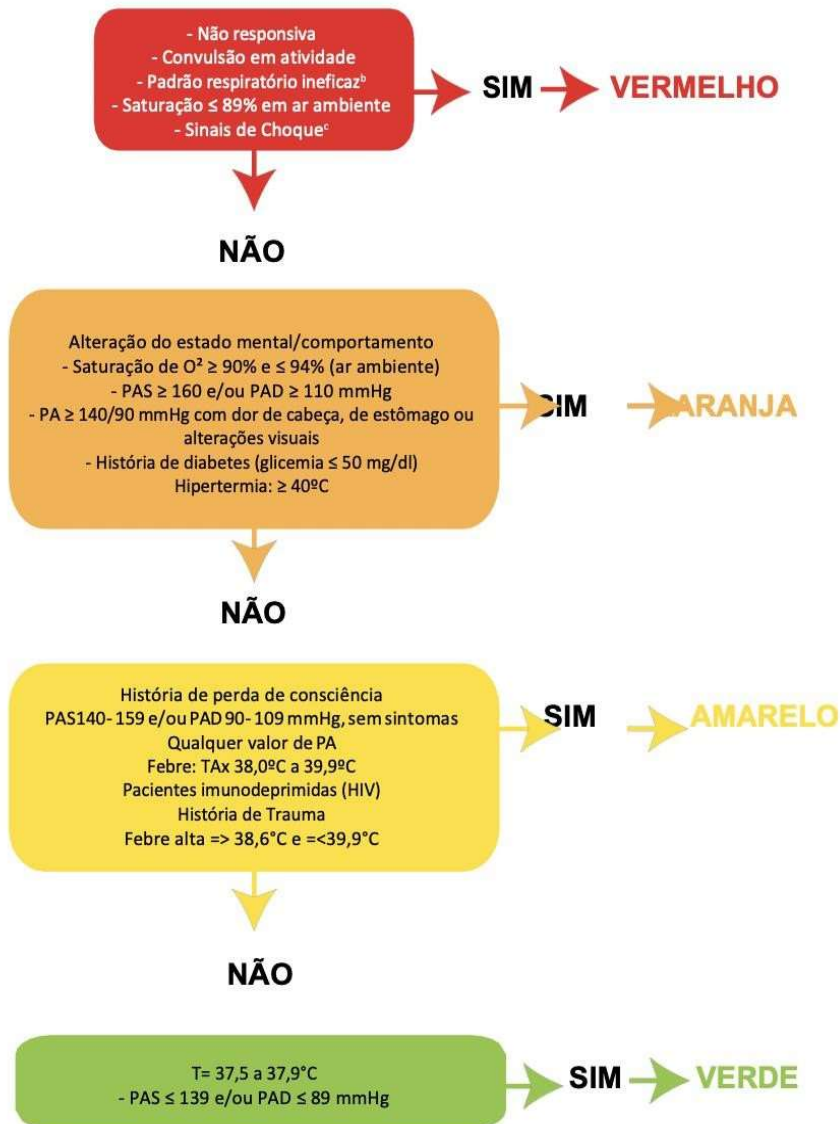 - Não responsiva
- Convulsão em atividade
- Padrão respiratório ineficazᵇ
- Saturação ≤ 89% em ar ambiente
- Sinais de Choqueᶜ
SIM
VERMELHO
NÃO
Alteração do estado mental/comportamento
- Saturação de O² ≥ 90% e ≤ 94% (ar ambiente)
- PAS ≥ 160 e/ou PAD ≥ 110 mmHg
- PA ≥ 140/90 mmHg com dor de cabeça, de estômago ou
alterações visuais
- História de diabetes (glicemia ≤ 50 mg/dl)
Hipertermia: ≥ 40ºC
SIM
LARANJA
NÃO
História de perda de consciência
PAS140- 159 e/ou PAD 90- 109 mmHg, sem sintomas
Qualquer valor de PA
Febre: TAx 38,0ºC a 39,9ºC
Pacientes imunodeprimidas (HIV)
História de Trauma
Febre alta => 38,6°C e =<39,9°C
SIM
AMARELO
NÃO
T= 37,5 a 37,9°C
- PAS ≤ 139 e/ou PAD ≤ 89 mmHg
SIM
VERDE